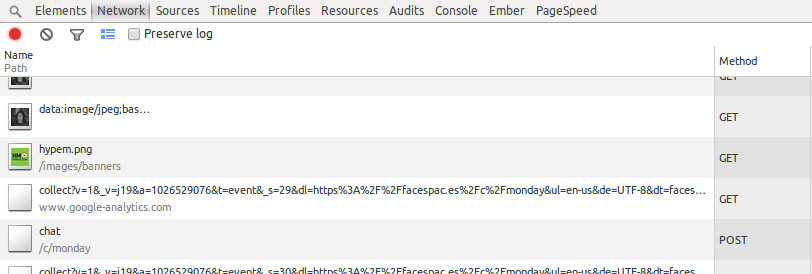 Elements Network Sources Timeline Profiles Resources Audits Console Ember PageSpeed
Preserve log
Name Method
Path
GET
data:image/jpeg;bas… GET
hypem.png
/images/banners GET
collect?v=1&_v=j19&a=1026529076&t=event&_s=29&dl=https%3A%2F%2Ffacespac.es%2Fc%2Fmonday&ul=en-us&de=UTF-8&dt=faces…
www.google-analytics.com GET
chat
/c/monday POST
collect?v=1&_v=j19&a=1026529076&t=event&_s=30&dl=https%3A%2F%2Ffacespac.es%2Fc%2Fmonday&ul=en-us&de=UTF-8&dt=faces…